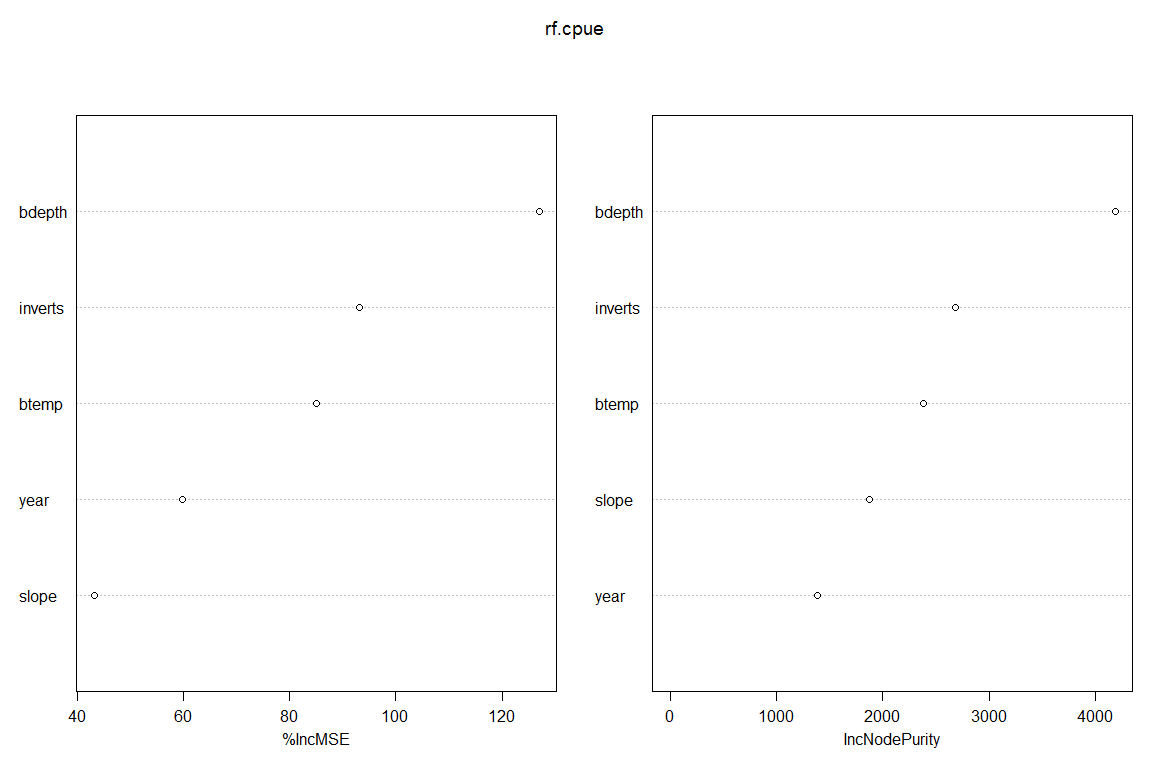 rf.cpue
bdepth
inverts
btemp
year
slope
40 60 80 100 120
%IncMSE
bdepth
inverts
btemp
slope
year
0 1000 2000 3000 4000
IncNodePurity